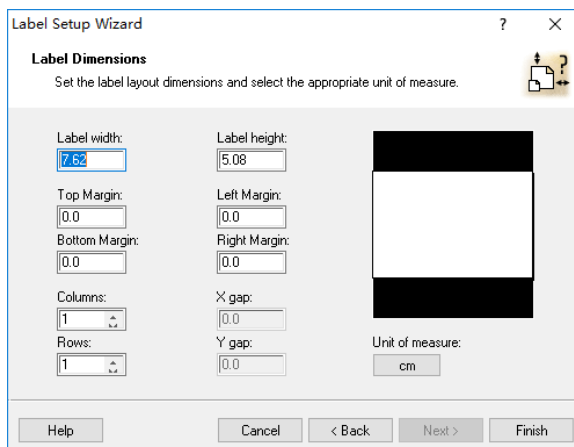 Label Setup Wizard ? ×
Label Dimensions
Set the label layout dimensions and select the appropriate unit of measure.
?
Label width: Label height:
7.62 5.08
Top Margin: Left Margin:
0.0 0.0
Bottom Margin: Right Margin:
0.0 0.0
Columns: X gap:
1 0.0
Rows: Y gap: Unit of measure:
1 0.0 cm
Help Cancel < Back Next > Finish